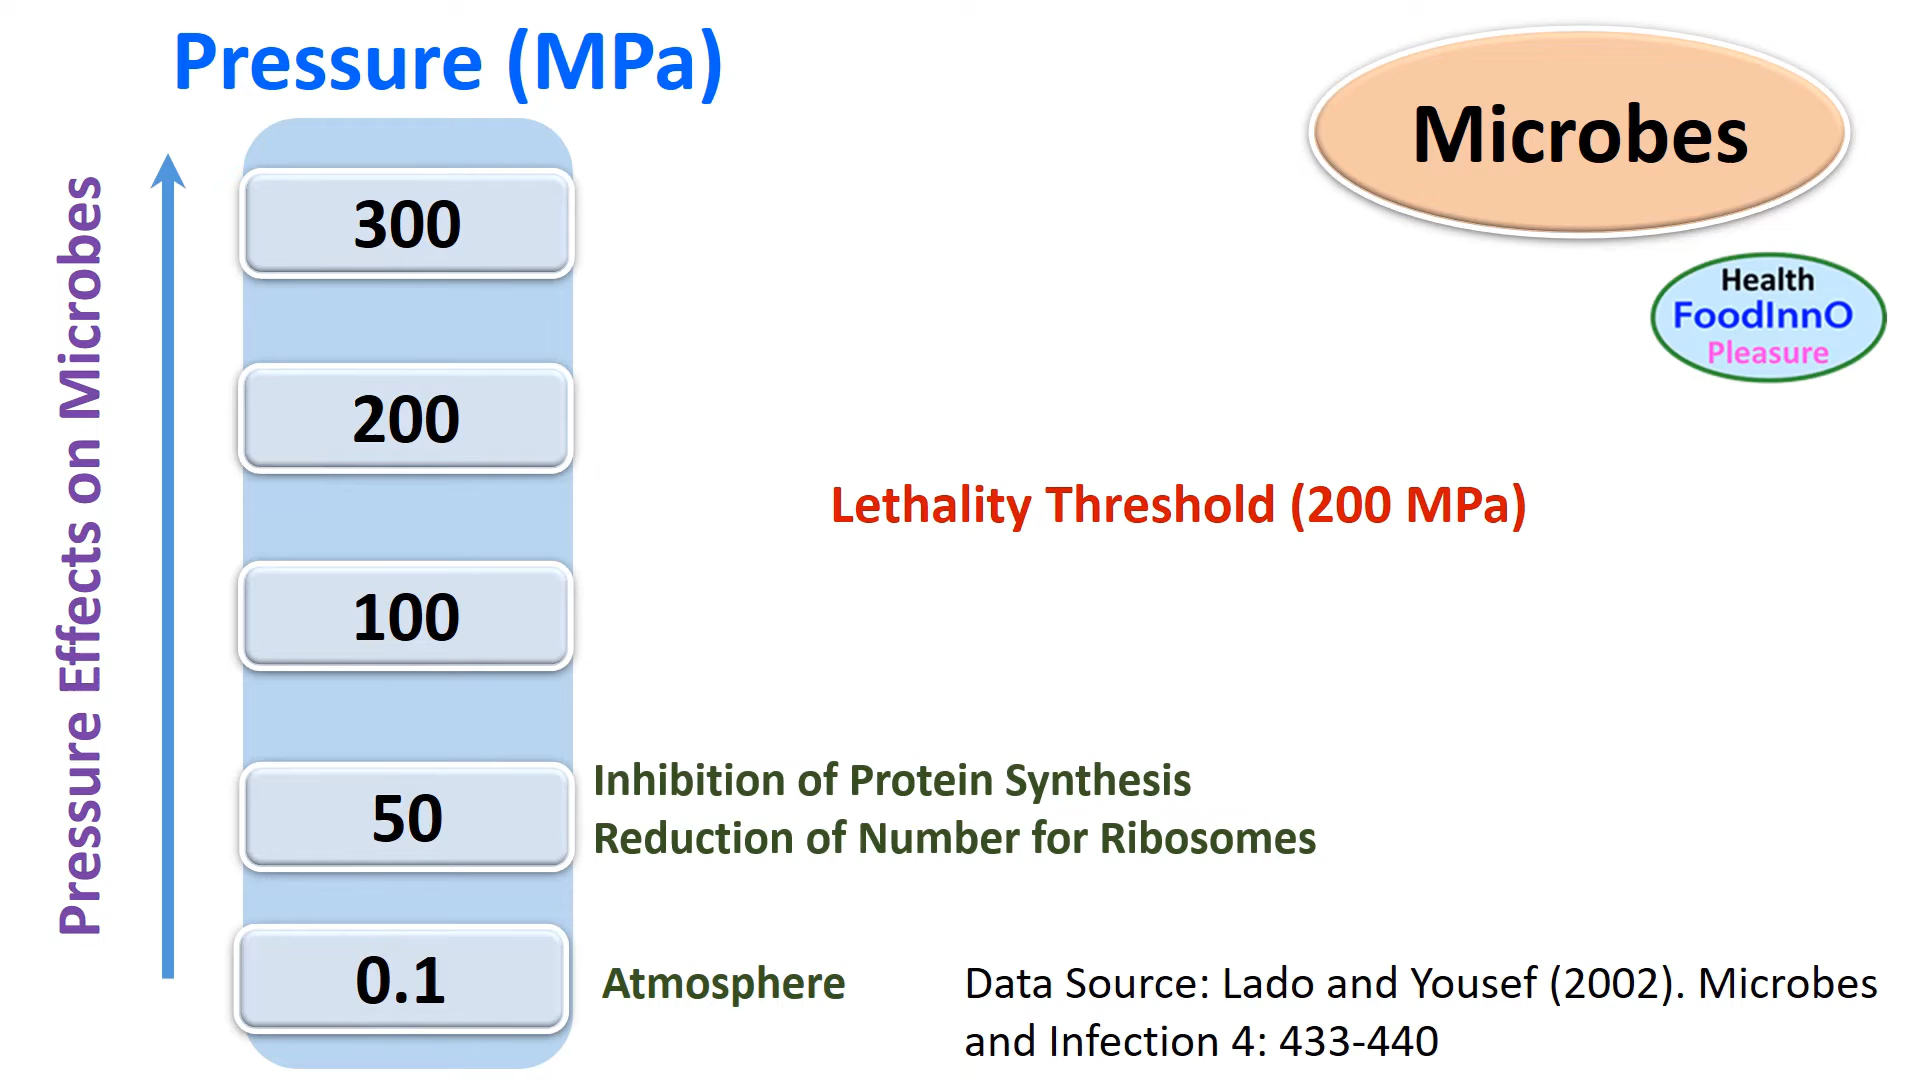 Pressure (MPa)
Microbes
Health
FoodInnO
Pleasure
Pressure Effects on Microbes
300
200
Lethality Threshold (200 MPa)
100
50
Inhibition of Protein Synthesis
Reduction of Number for Ribosomes
0.1
Atmosphere
Data Source: Lado and Yousef (2002). Microbes
and Infection 4: 433-440